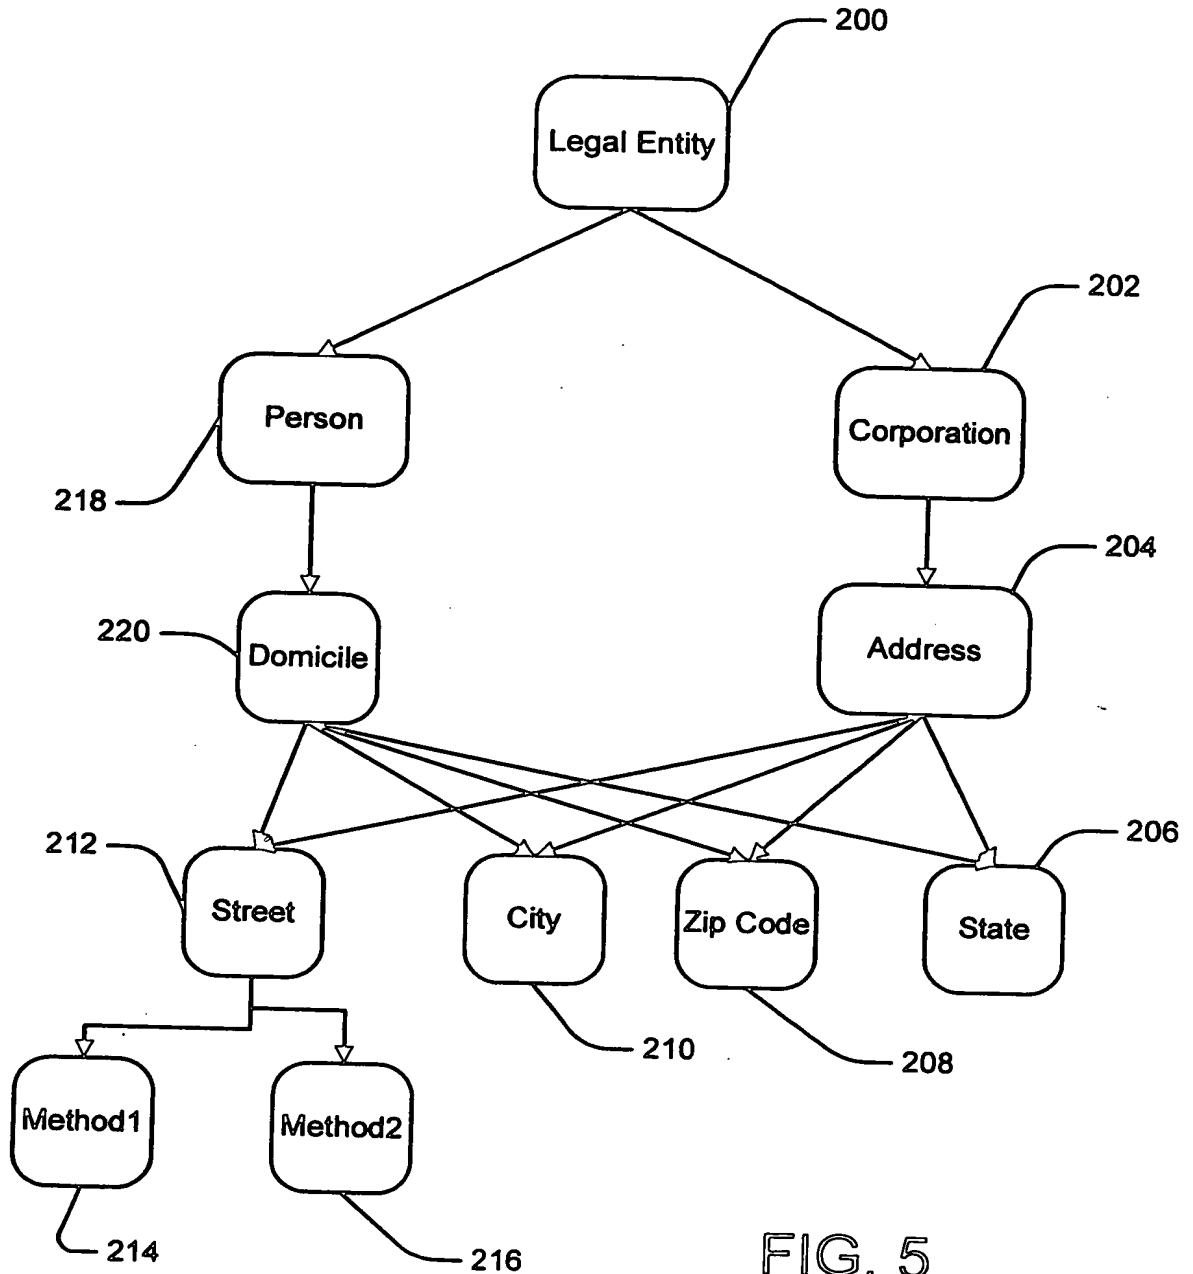 200
Legal Entity
202
Person
Corporation
218
204
220
Domicile
Address
212
206
Street
City
Zip Code
State
210
208
Method1
Method2
214
216
FIG. 5